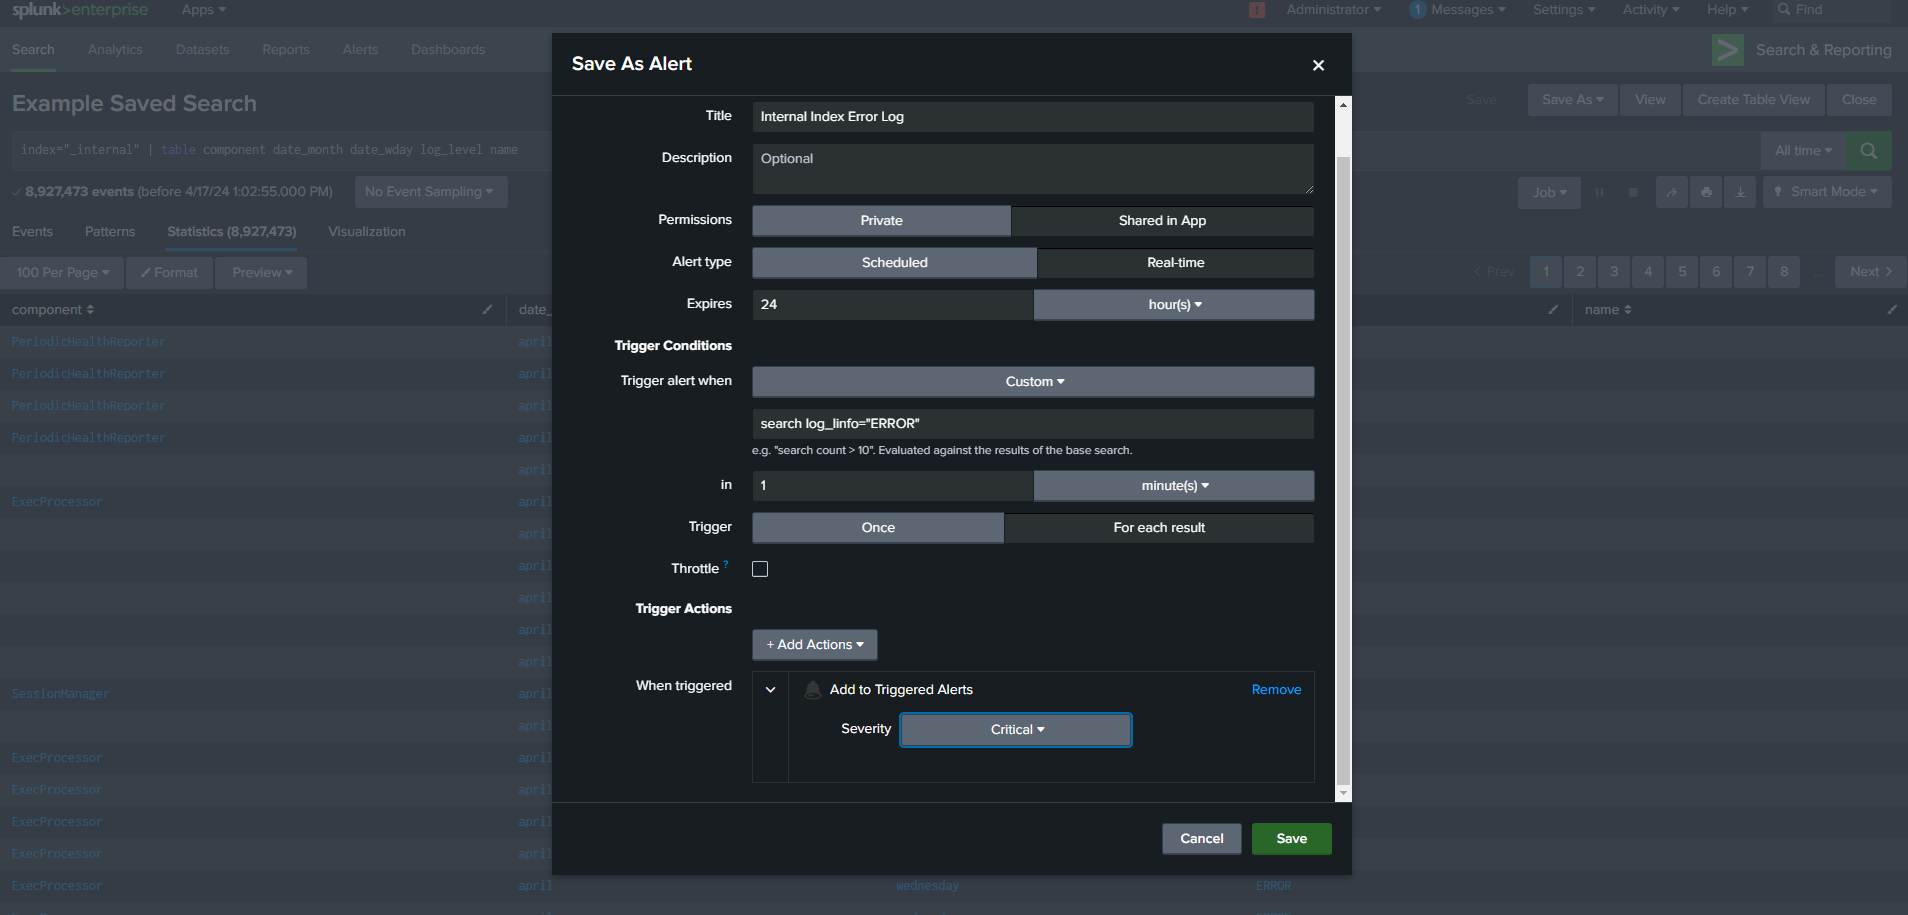 splunk>enterprise Apps
! Administrator 1 Messages Settings Activity Help Find
Search Analytics Datasets Reports Alerts Dashboards
Search & Reporting
Example Saved Search
Save Save As View Create Table View Close
index="_internal" | table component date_month date_wday log_level name
All time
8,927,473 events (before 4/17/24 1:02:55.000 PM) No Event Sampling
Job Smart Mode
Events Patterns Statistics (8,927,473) Visualization
100 Per Page Format Preview
< Prev 1 2 3 4 5 6 7 8 ... Next >
component date_ name
PeriodicHealthReporter april
PeriodicHealthReporter april
PeriodicHealthReporter april
PeriodicHealthReporter april
april
ExecProcessor april
april
april
april
april
april
SessionManager april
april
ExecProcessor april
ExecProcessor april
ExecProcessor april
ExecProcessor april
ExecProcessor april wednesday ERROR
Save As Alert
Title Internal Index Error Log
Description Optional
Permissions Private Shared in App
Alert type Scheduled Real-time
Expires 24 hour(s)
Trigger Conditions
Trigger alert when Custom
search log_linfo="ERROR"
e.g. "search count > 10". Evaluated against the results of the base search.
in 1 minute(s)
Trigger Once For each result
Throttle ?
Trigger Actions
+ Add Actions
When triggered Add to Triggered Alerts Remove
Severity Critical
Cancel Save